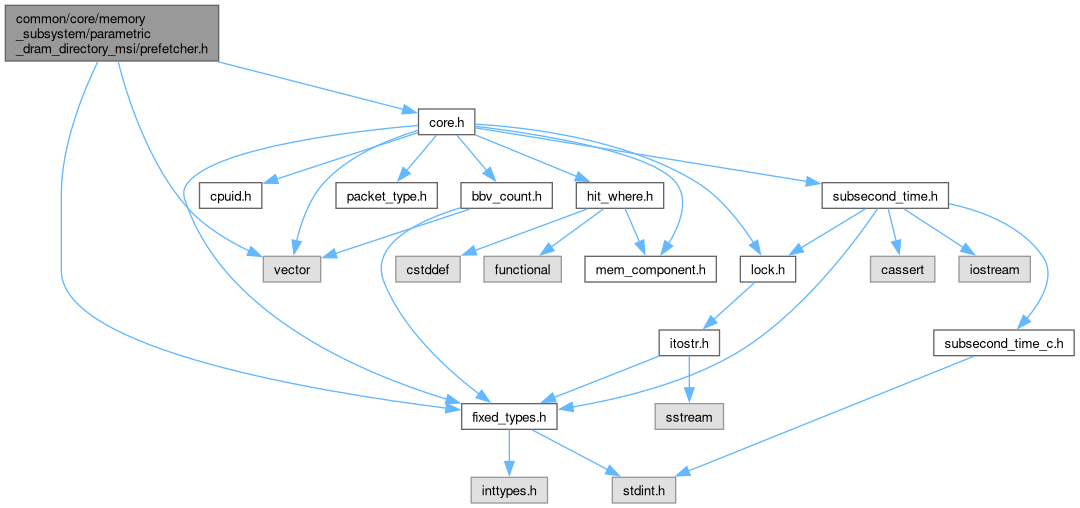 common/core/memory
_subsystem/parametric
_dram_directory_msi/prefetcher.h
core.h
cpuid.h
packet_type.h
bbv_count.h
hit_where.h
subsecond_time.h
vector
cstddef
functional
mem_component.h
lock.h
cassert
iostream
itostr.h
subsecond_time_c.h
fixed_types.h
sstream
inttypes.h
stdint.h